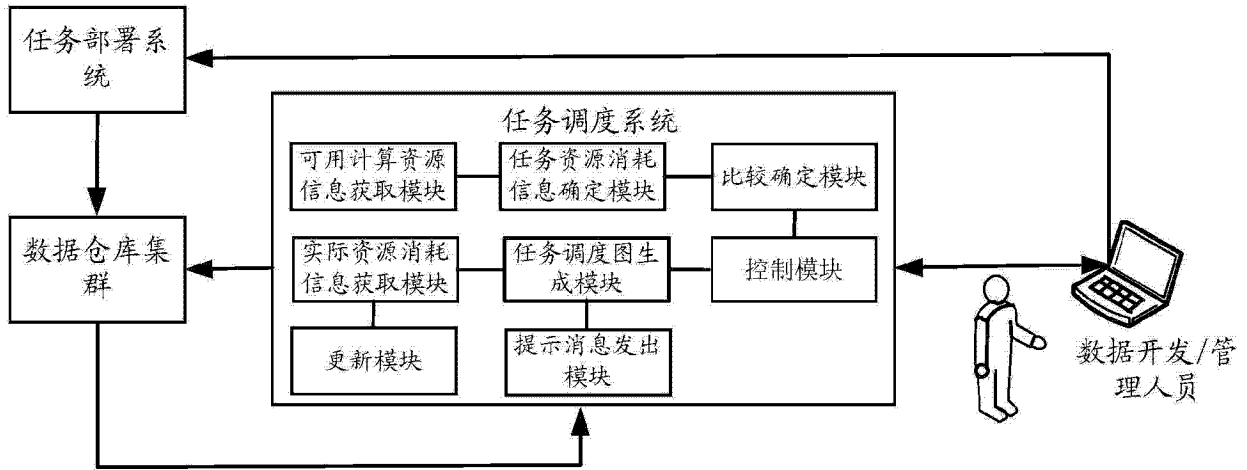 任务部署系
统
任务调度系统
可用计算资源
信息获取模块
任务资源消耗
信息确定模块
比较确定模块
数据仓库集
群
实际资源消耗
信息获取模块
任务调度图生
成模块
控制模块
更新模块
提示消息发出
模块
数据开发/管
理人员